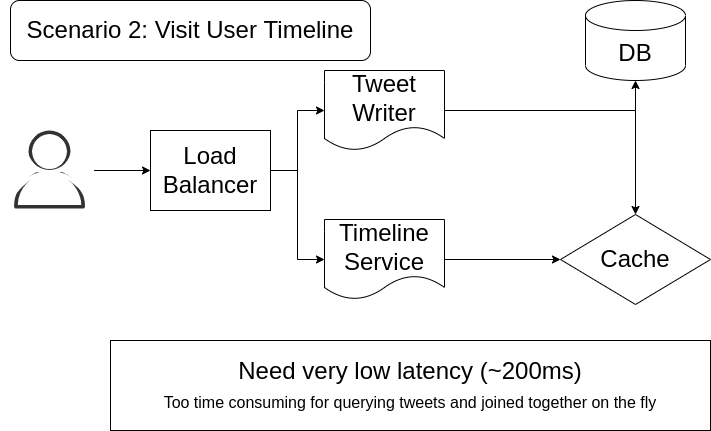 Scenario 2: Visit User Timeline
DB
Tweet
Writer
Load
Balancer
Timeline
Service
Cache
Need very low latency (~200ms)
Too time consuming for querying tweets and joined together on the fly